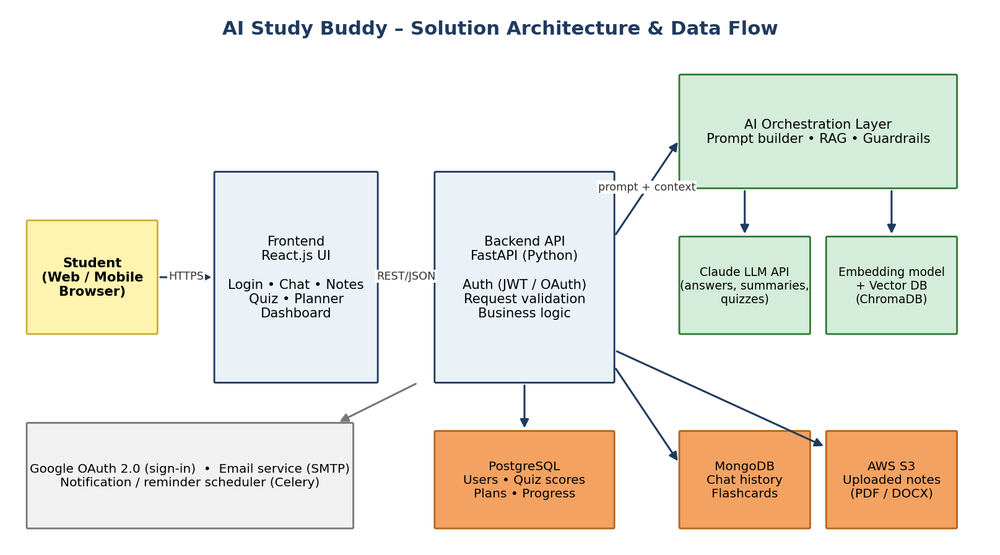 AI Study Buddy – Solution Architecture & Data Flow
AI Orchestration Layer
Prompt builder • RAG • Guardrails
prompt + context
Student
(Web / Mobile
Browser)
HTTPS
Frontend
React.js UI
Login • Chat • Notes
Quiz • Planner
Dashboard
REST/JSON
Backend API
FastAPI (Python)
Auth (JWT / OAuth)
Request validation
Business logic
Claude LLM API
(answers, summaries,
quizzes)
Embedding model
+ Vector DB
(ChromaDB)
Google OAuth 2.0 (sign-in) • Email service (SMTP)
Notification / reminder scheduler (Celery)
PostgreSQL
Users • Quiz scores
Plans • Progress
MongoDB
Chat history
Flashcards
AWS S3
Uploaded notes
(PDF / DOCX)